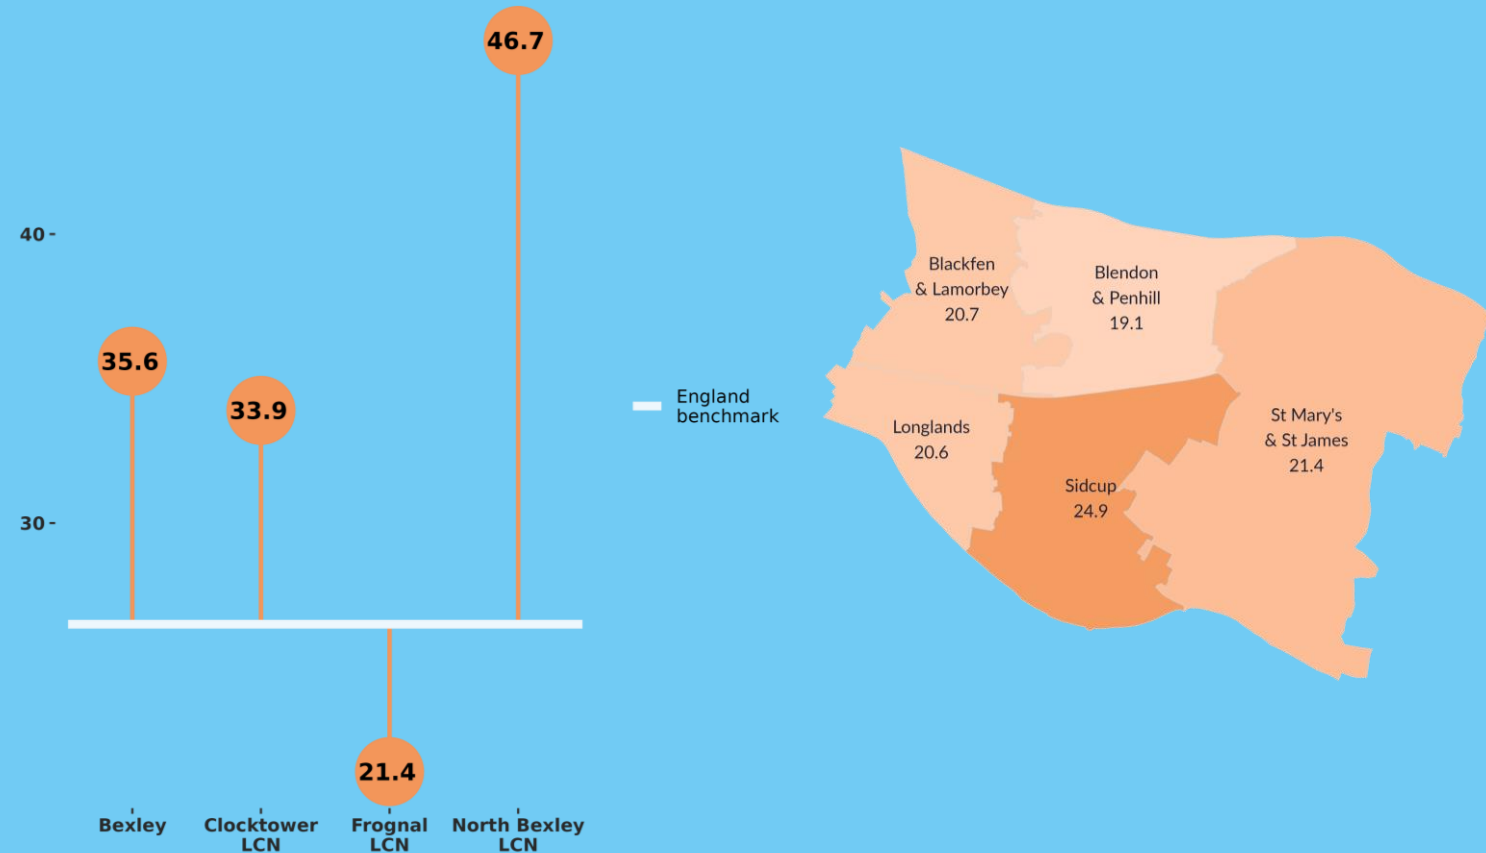 46.7
40
35.6
33.9
30
21.4
Bexley
Clocktower
LCN
Frognal
LCN
North Bexley
LCN
England
benchmark
Blackfen
& Lamorbey
20.7
Blendon
& Penhill
19.1
Longlands
20.6
Sidcup
24.9
St Mary's
& St James
21.4